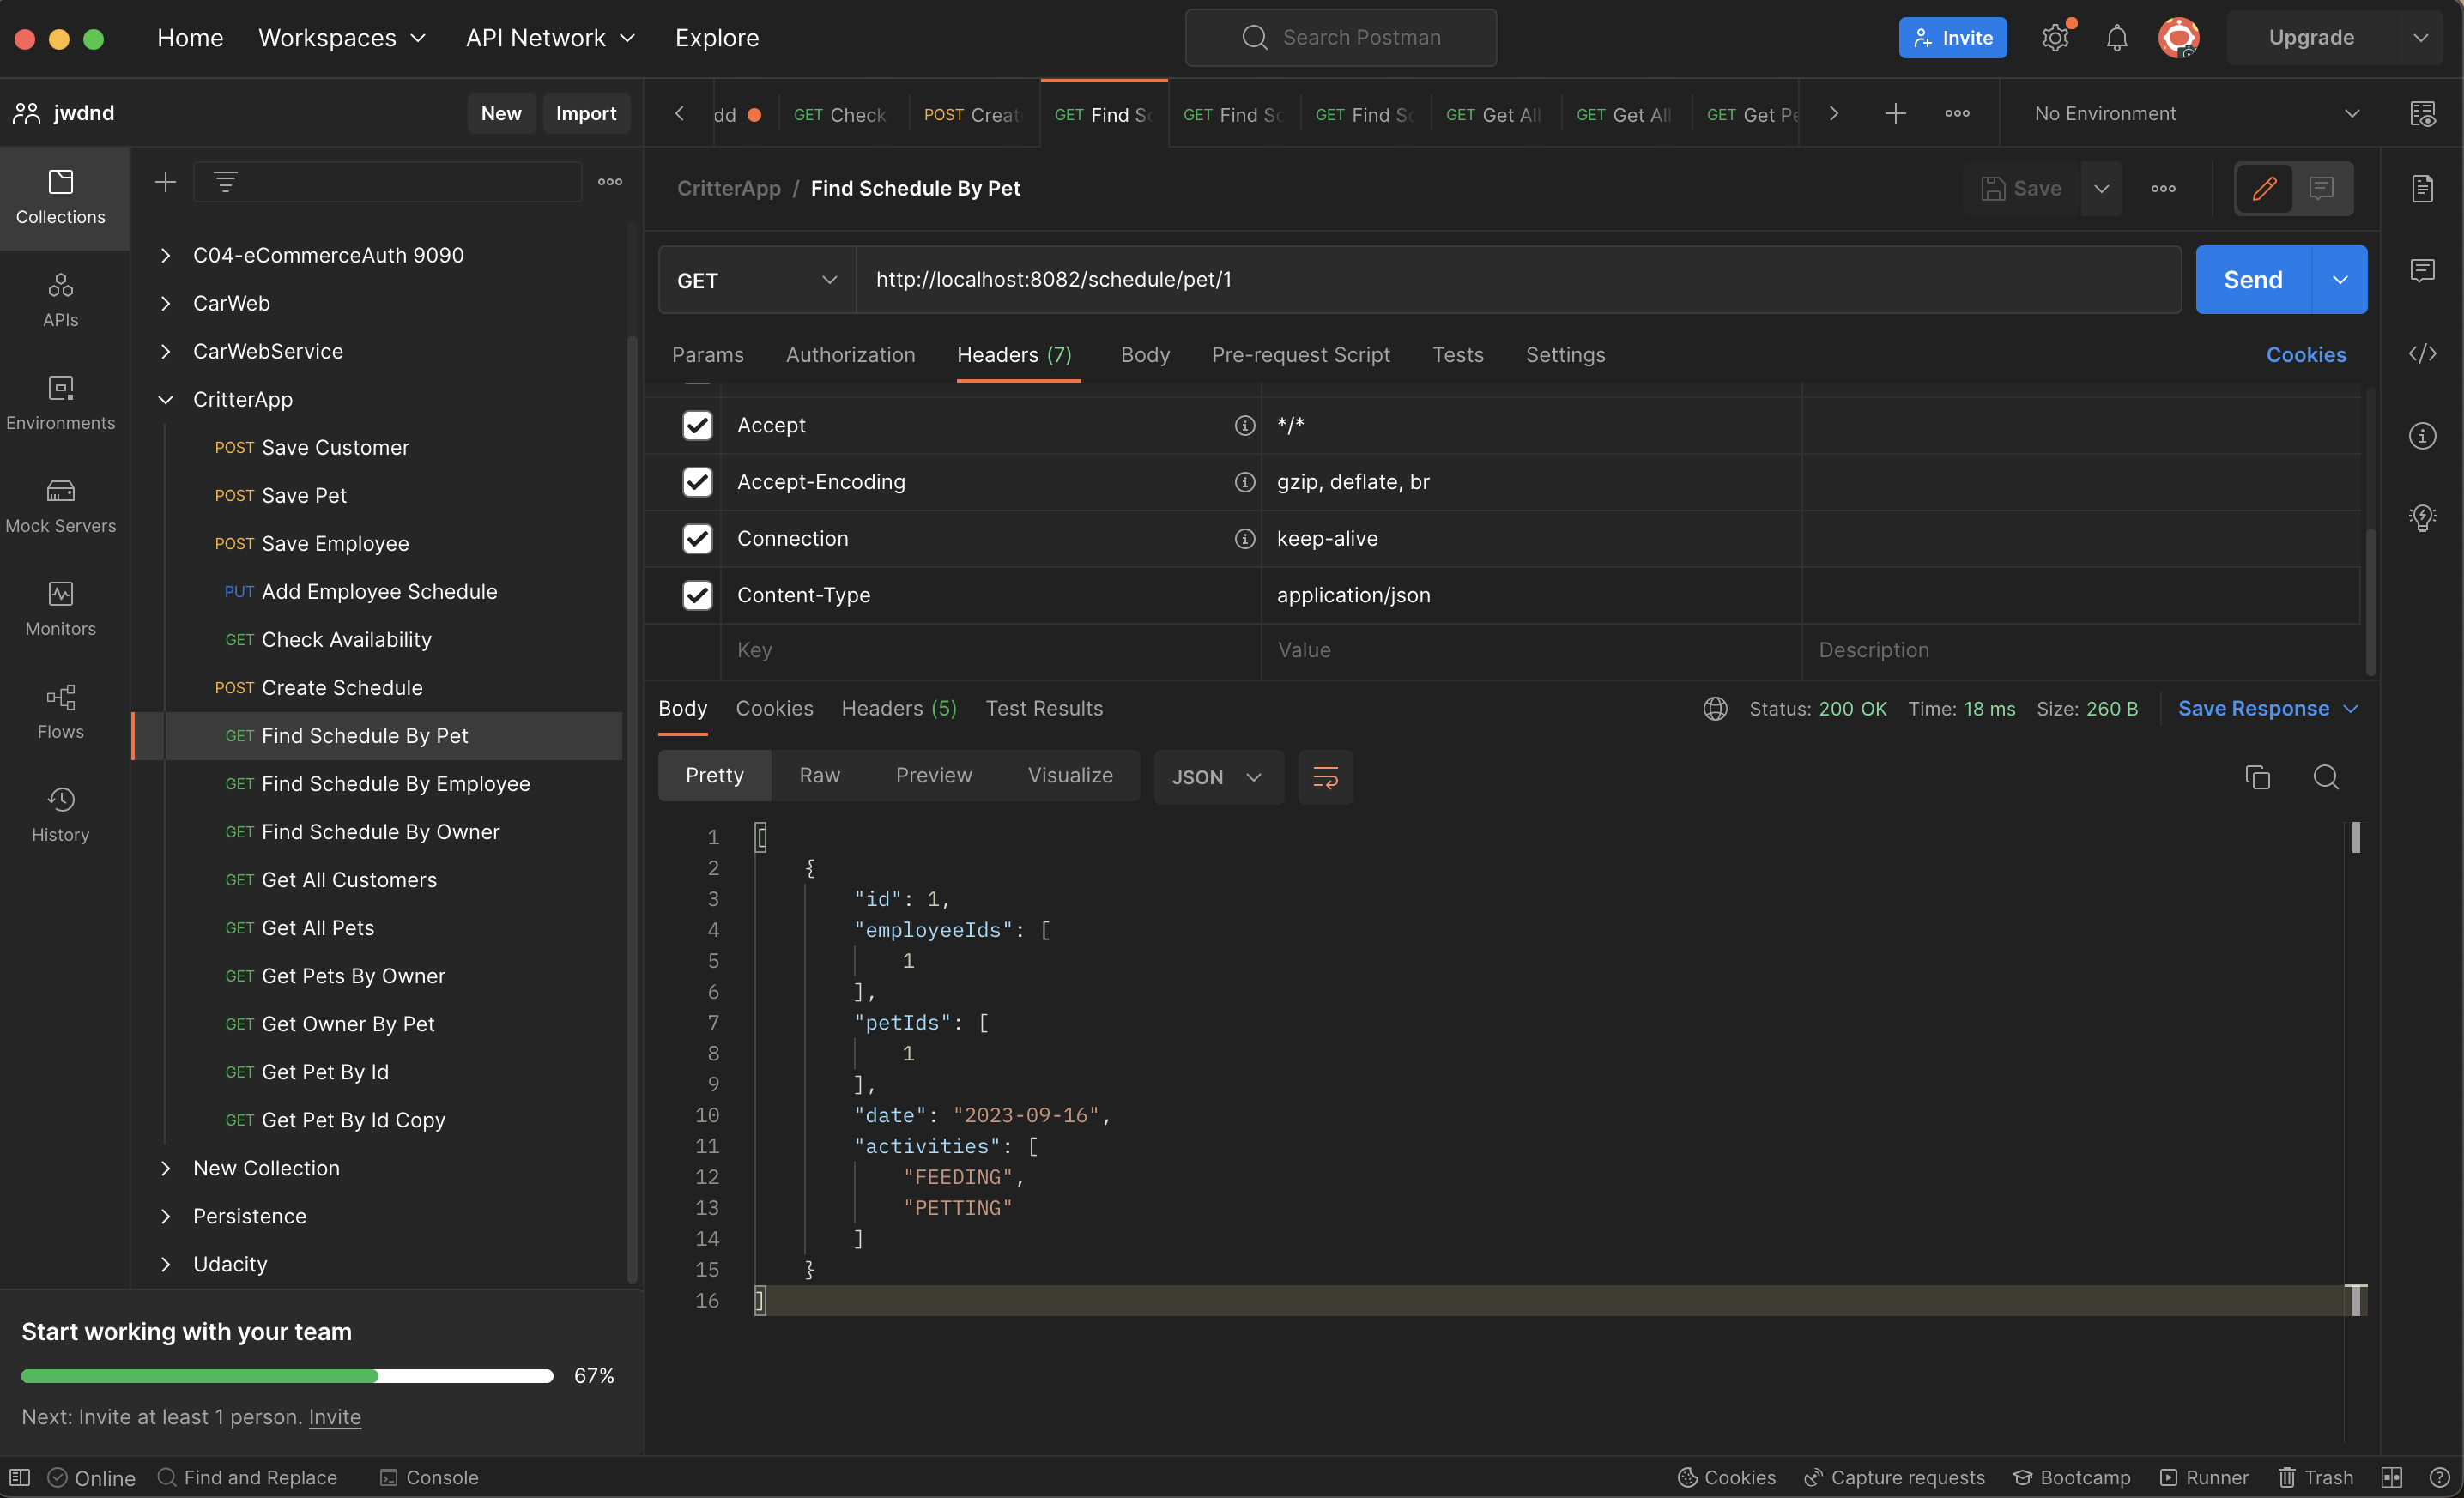 Home Workspaces API Network Explore Search Postman Invite Upgrade
jwdnd New Import
dd GET Check POST Creat GET Find Sc GET Find Sc GET Find Sc GET Get All GET Get All GET Get Pe No Environment
Collections
APIs
Environments
Mock Servers
Monitors
Flows
History
C04-eCommerceAuth 9090
CarWeb
CarWebService
CritterApp
POST Save Customer
POST Save Pet
POST Save Employee
PUT Add Employee Schedule
GET Check Availability
POST Create Schedule
GET Find Schedule By Pet
GET Find Schedule By Employee
GET Find Schedule By Owner
GET Get All Customers
GET Get All Pets
GET Get Pets By Owner
GET Get Owner By Pet
GET Get Pet By Id
GET Get Pet By Id Copy
New Collection
Persistence
Udacity
Start working with your team
67%
Next: Invite at least 1 person. Invite
CritterApp / Find Schedule By Pet Save
GET http://localhost:8082/schedule/pet/1 Send
Params Authorization Headers (7) Body Pre-request Script Tests Settings Cookies
Accept */*
Accept-Encoding gzip, deflate, br
Connection keep-alive
Content-Type application/json
Key Value Description
Body Cookies Headers (5) Test Results Status: 200 OK Time: 18 ms Size: 260 B Save Response
Pretty Raw Preview Visualize JSON
1 [
2 {
3 "id": 1,
4 "employeeIds": [
5 1
6 ],
7 "petIds": [
8 1
9 ],
10 "date": "2023-09-16",
11 "activities": [
12 "FEEDING",
13 "PETTING"
14 ]
15 }
16 ]
Online Find and Replace Console Cookies Capture requests Bootcamp Runner Trash